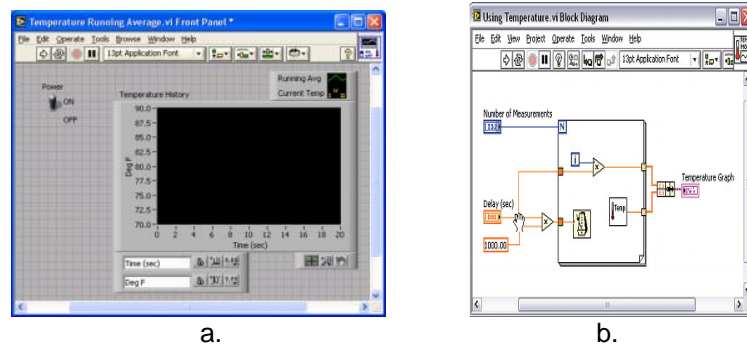 Temperature Running Average.vi Front Panel *
File Edit Operate Tools Browse Window Help
13pt Application Font
Power
ON
OFF
Temperature History
Running Avg
Current Temp
90.0
87.5
85.0
82.5
80.0
77.5
75.0
72.5
70.0
Deg F
0 2 4 6 8 10 12 14 16 18 20
Time (sec)
Time (sec)
Deg F
a.
Using Temperature.vi Block Diagram
File Edit View Project Operate Tools Window Help
13pt Application Font
Number of Measurements
N
i
x
Temperature Graph
Delay (sec)
x
Temp
1000.00
b.